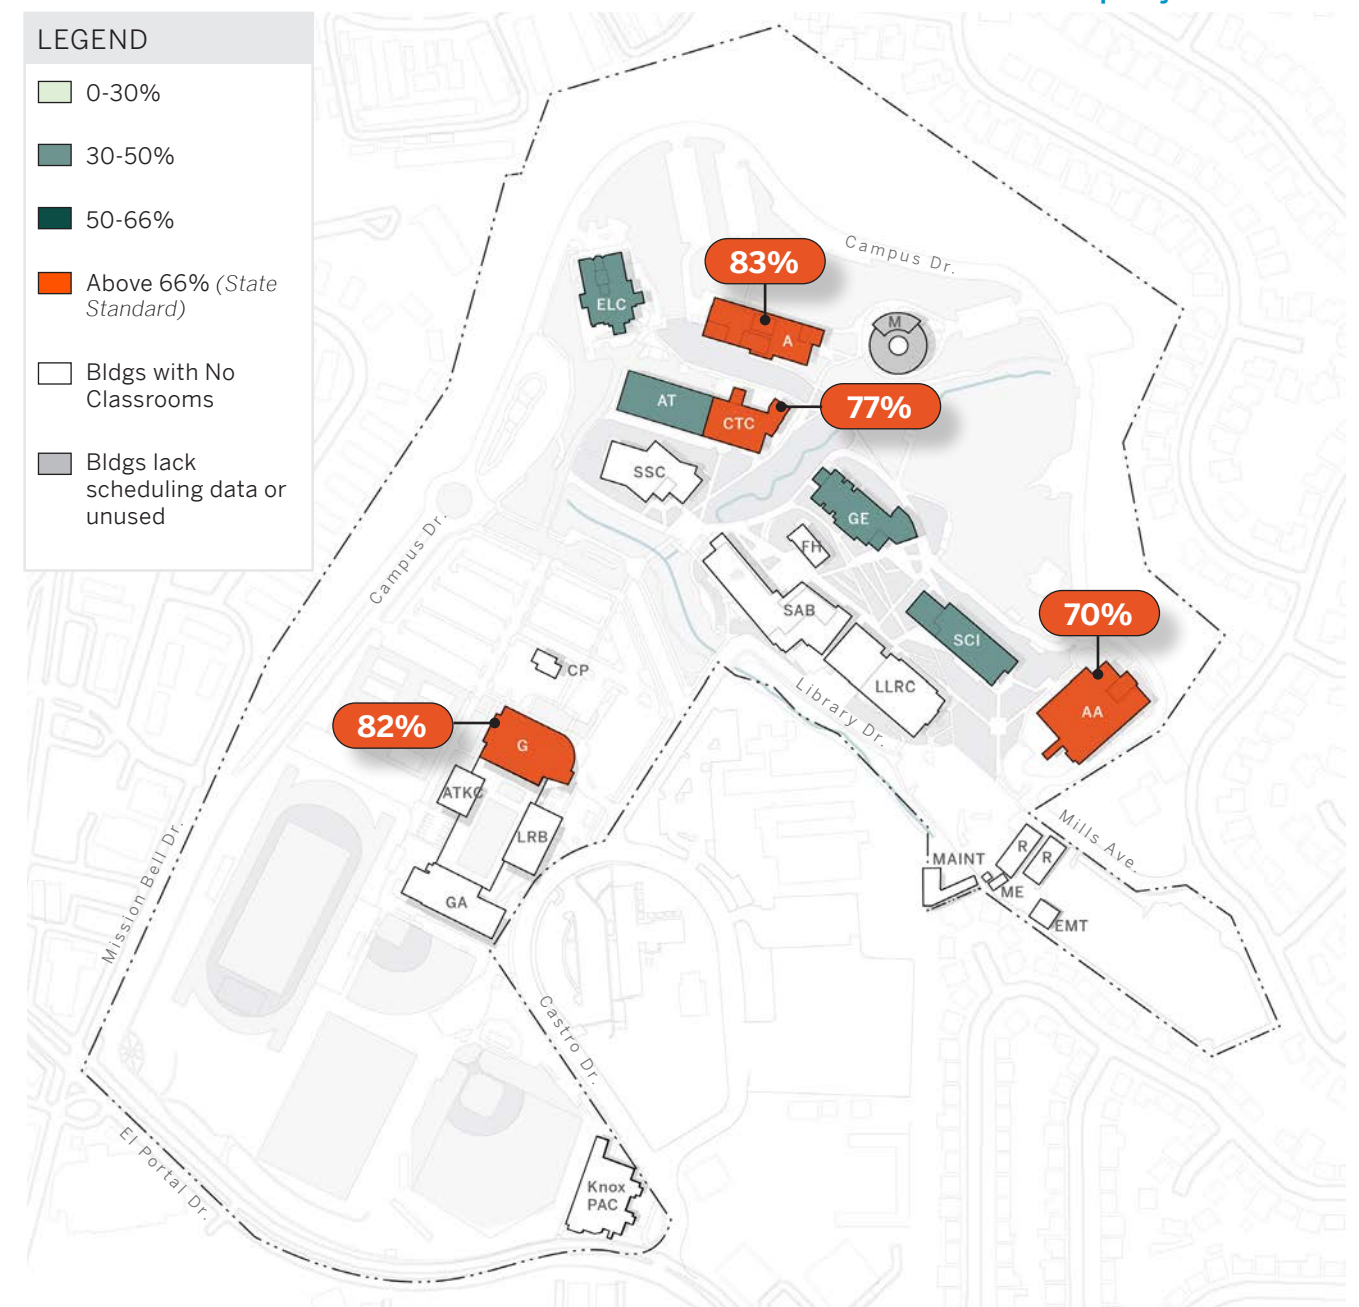 LEGEND
0-30%
30-50%
50-66%
Above 66% (State
Standard)
Bldgs with No
Classrooms
Bldgs lack
scheduling data or
unused
Campus Dr.
83%
ELC
M
A
AT
77%
CTC
SSC
GE
Campus Dr.
FH
70%
SAB
SCI
CP
LLRC
Library Dr.
AA
82%
G
ATKC
Mills Ave.
LRB
R
R
MAINT
ME
GA
EMT
Mission Bell Dr.
Castro Dr.
El Portal Dr.
Knox
PAC